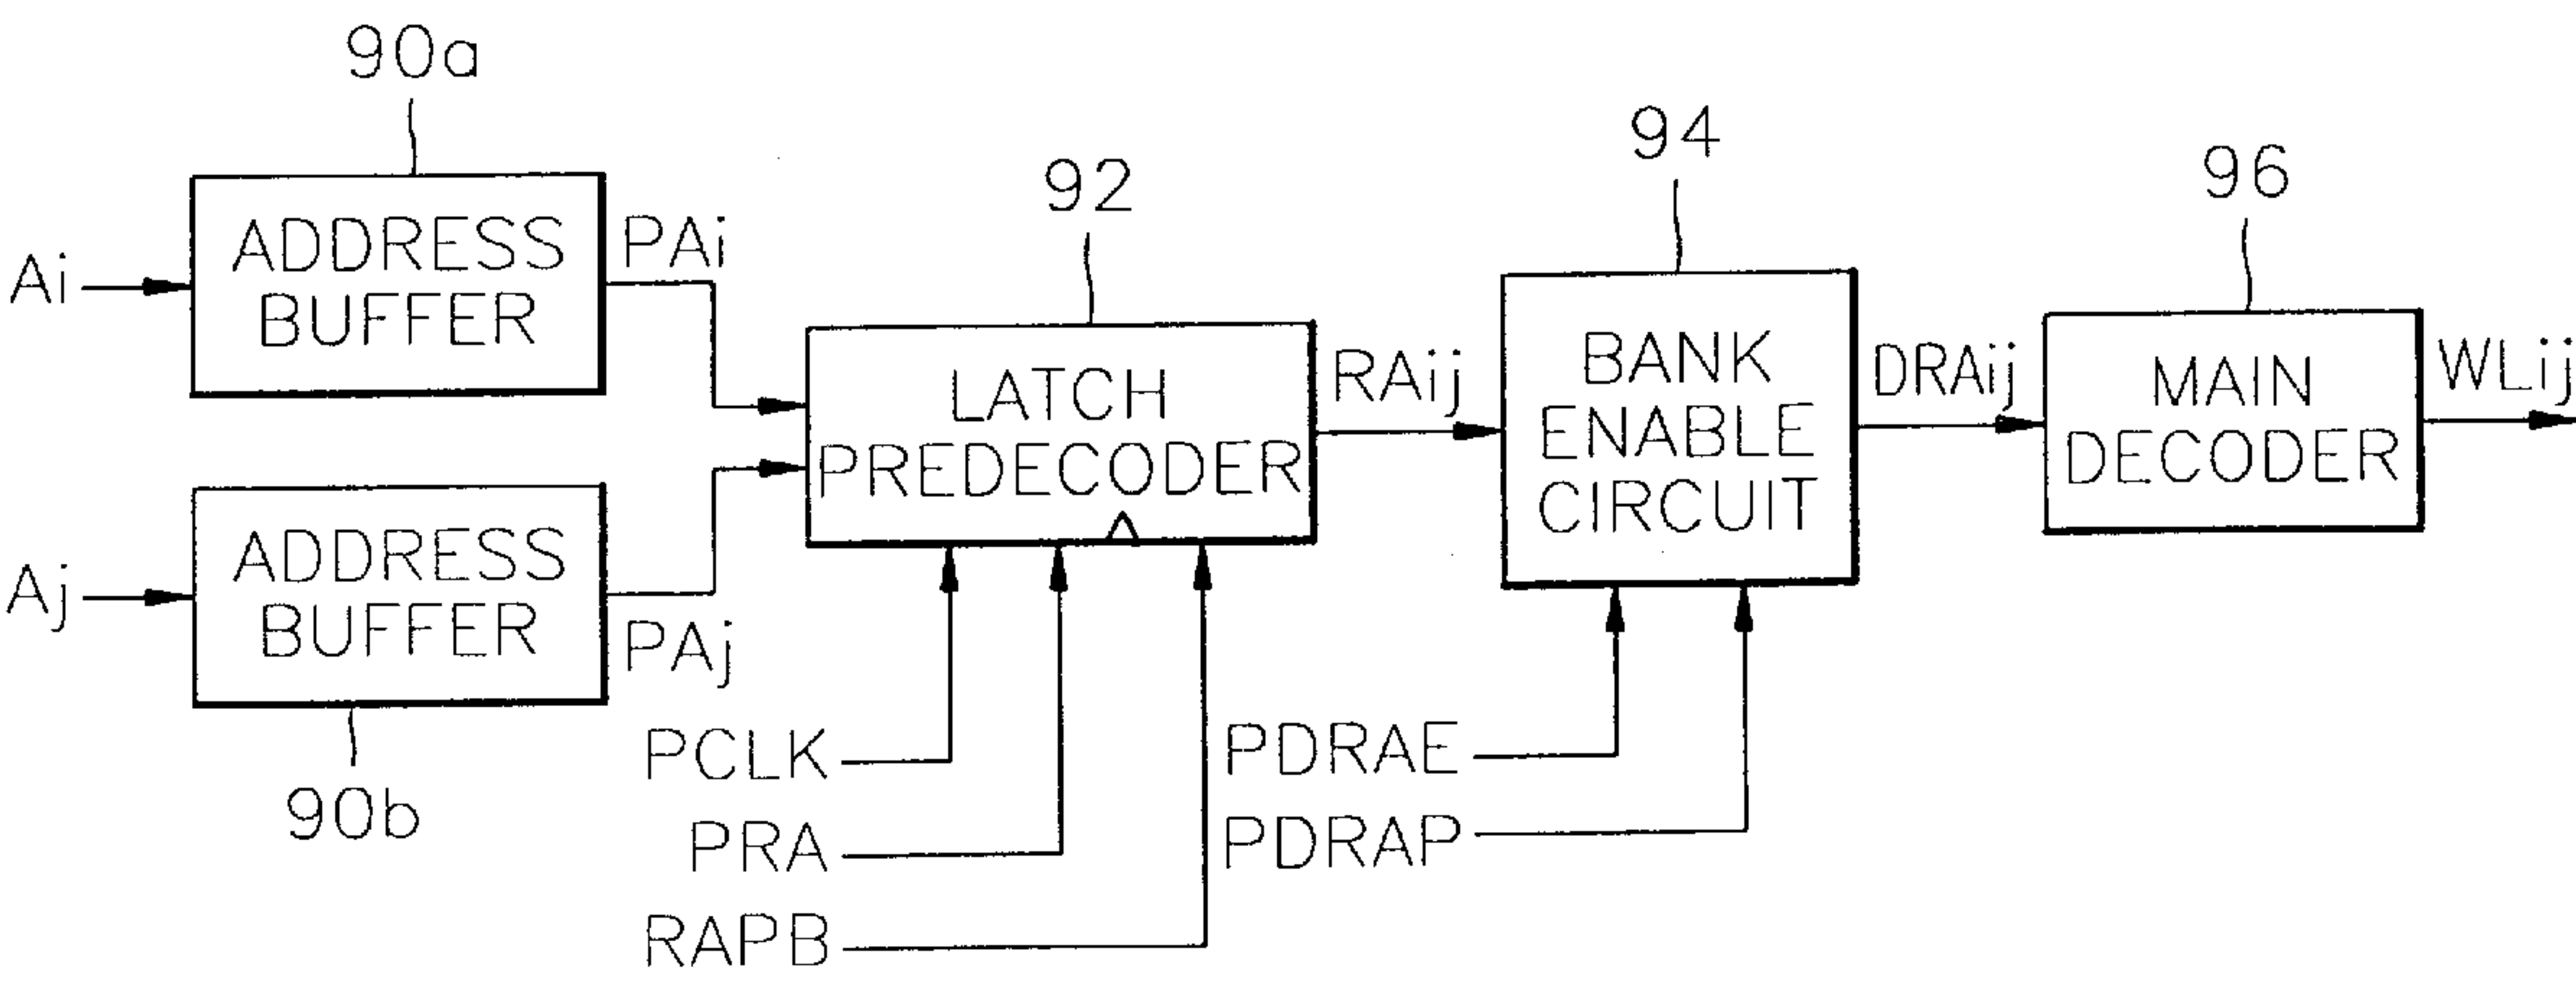 90a
ADDRESS
BUFFER
Ai
PAi
90b
ADDRESS
BUFFER
Aj
PAj
92
LATCH
PREDECODER
PCLK
PRA
RAPB
RAij
94
BANK
ENABLE
CIRCUIT
PDRAE
PDRAP
DRAij
96
MAIN
DECODER
WLij